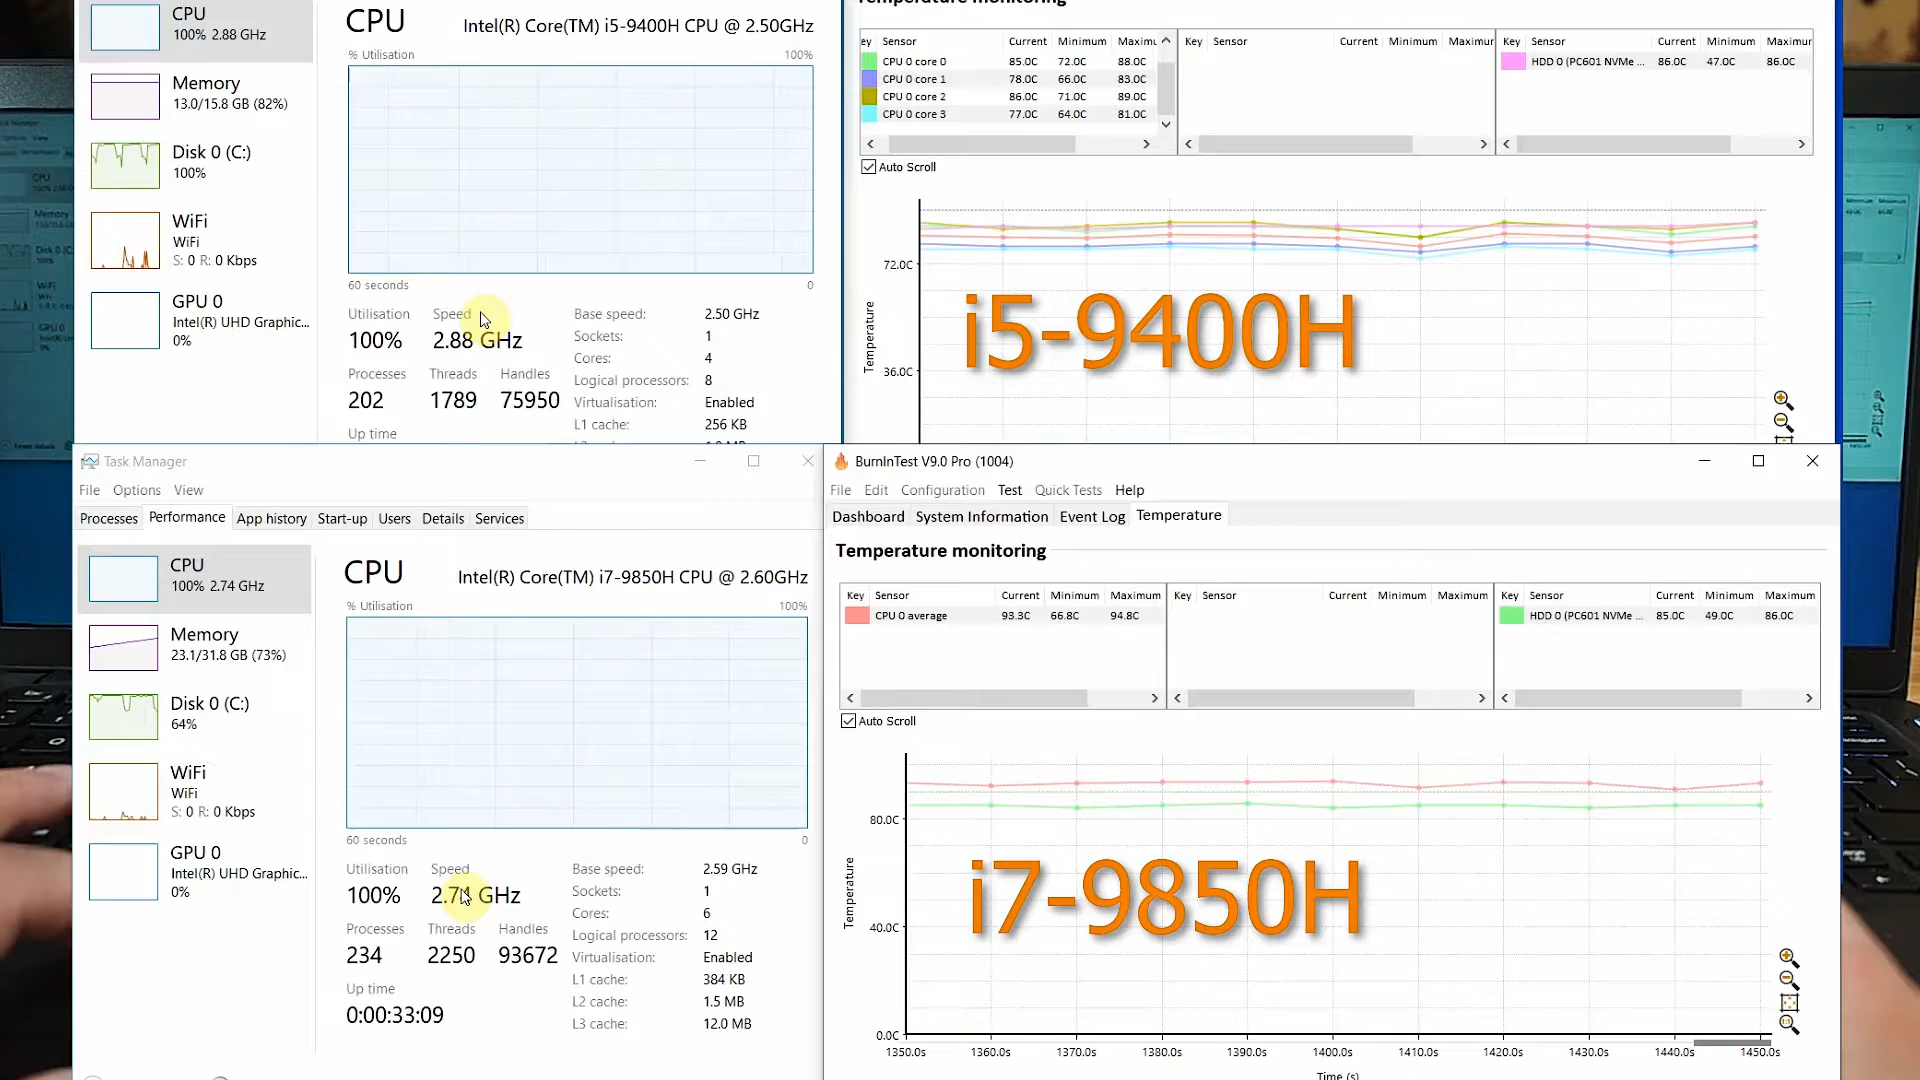 CPU
100% 2.88 GHz
Memory
13.0/15.8 GB (82%)
Disk 0 (C:)
100%
WiFi
WiFi
S: 0 R: 0 Kbps
GPU 0
Intel(R) UHD Graphic...
0%
CPU Intel(R) Core(TM) i5-9400H CPU @ 2.50GHz
% Utilisation 100%
60 seconds 0
Utilisation Speed
100% 2.88 GHz
Processes Threads Handles
202 1789 75950
Up time
Base speed: 2.50 GHz
Sockets: 1
Cores: 4
Logical processors: 8
Virtualisation: Enabled
L1 cache: 256 KB
Temperature monitoring
ey Sensor Current Minimum Maximu
CPU 0 core 0 85.0C 72.0C 88.0C
CPU 0 core 1 78.0C 66.0C 83.0C
CPU 0 core 2 86.0C 71.0C 89.0C
CPU 0 core 3 77.0C 64.0C 81.0C
Key Sensor Current Minimum Maximur
Key Sensor Current Minimum Maximur
HDD 0 (PC601 NVMe ... 86.0C 47.0C 86.0C
Auto Scroll
72.0C
36.0C
Temperature
i5-9400H
Task Manager
File Options View
Processes Performance App history Start-up Users Details Services
CPU
100% 2.74 GHz
Memory
23.1/31.8 GB (73%)
Disk 0 (C:)
64%
WiFi
WiFi
S: 0 R: 0 Kbps
GPU 0
Intel(R) UHD Graphic...
0%
CPU Intel(R) Core(TM) i7-9850H CPU @ 2.60GHz
% Utilisation 100%
60 seconds 0
Utilisation Speed
100% 2.74 GHz
Processes Threads Handles
234 2250 93672
Up time
0:00:33:09
Base speed: 2.59 GHz
Sockets: 1
Cores: 6
Logical processors: 12
Virtualisation: Enabled
L1 cache: 384 KB
L2 cache: 1.5 MB
L3 cache: 12.0 MB
BurnInTest V9.0 Pro (1004)
File Edit Configuration Test Quick Tests Help
Dashboard System Information Event Log Temperature
Temperature monitoring
Key Sensor Current Minimum Maximum
CPU 0 average 93.3C 66.8C 94.8C
Key Sensor Current Minimum Maximum
Key Sensor Current Minimum Maximum
HDD 0 (PC601 NVMe ... 85.0C 49.0C 86.0C
Auto Scroll
80.0C
40.0C
0.0C
Temperature
i7-9850H
1350.0s 1360.0s 1370.0s 1380.0s 1390.0s 1400.0s 1410.0s 1420.0s 1430.0s 1440.0s 1450.0s
Time (s)